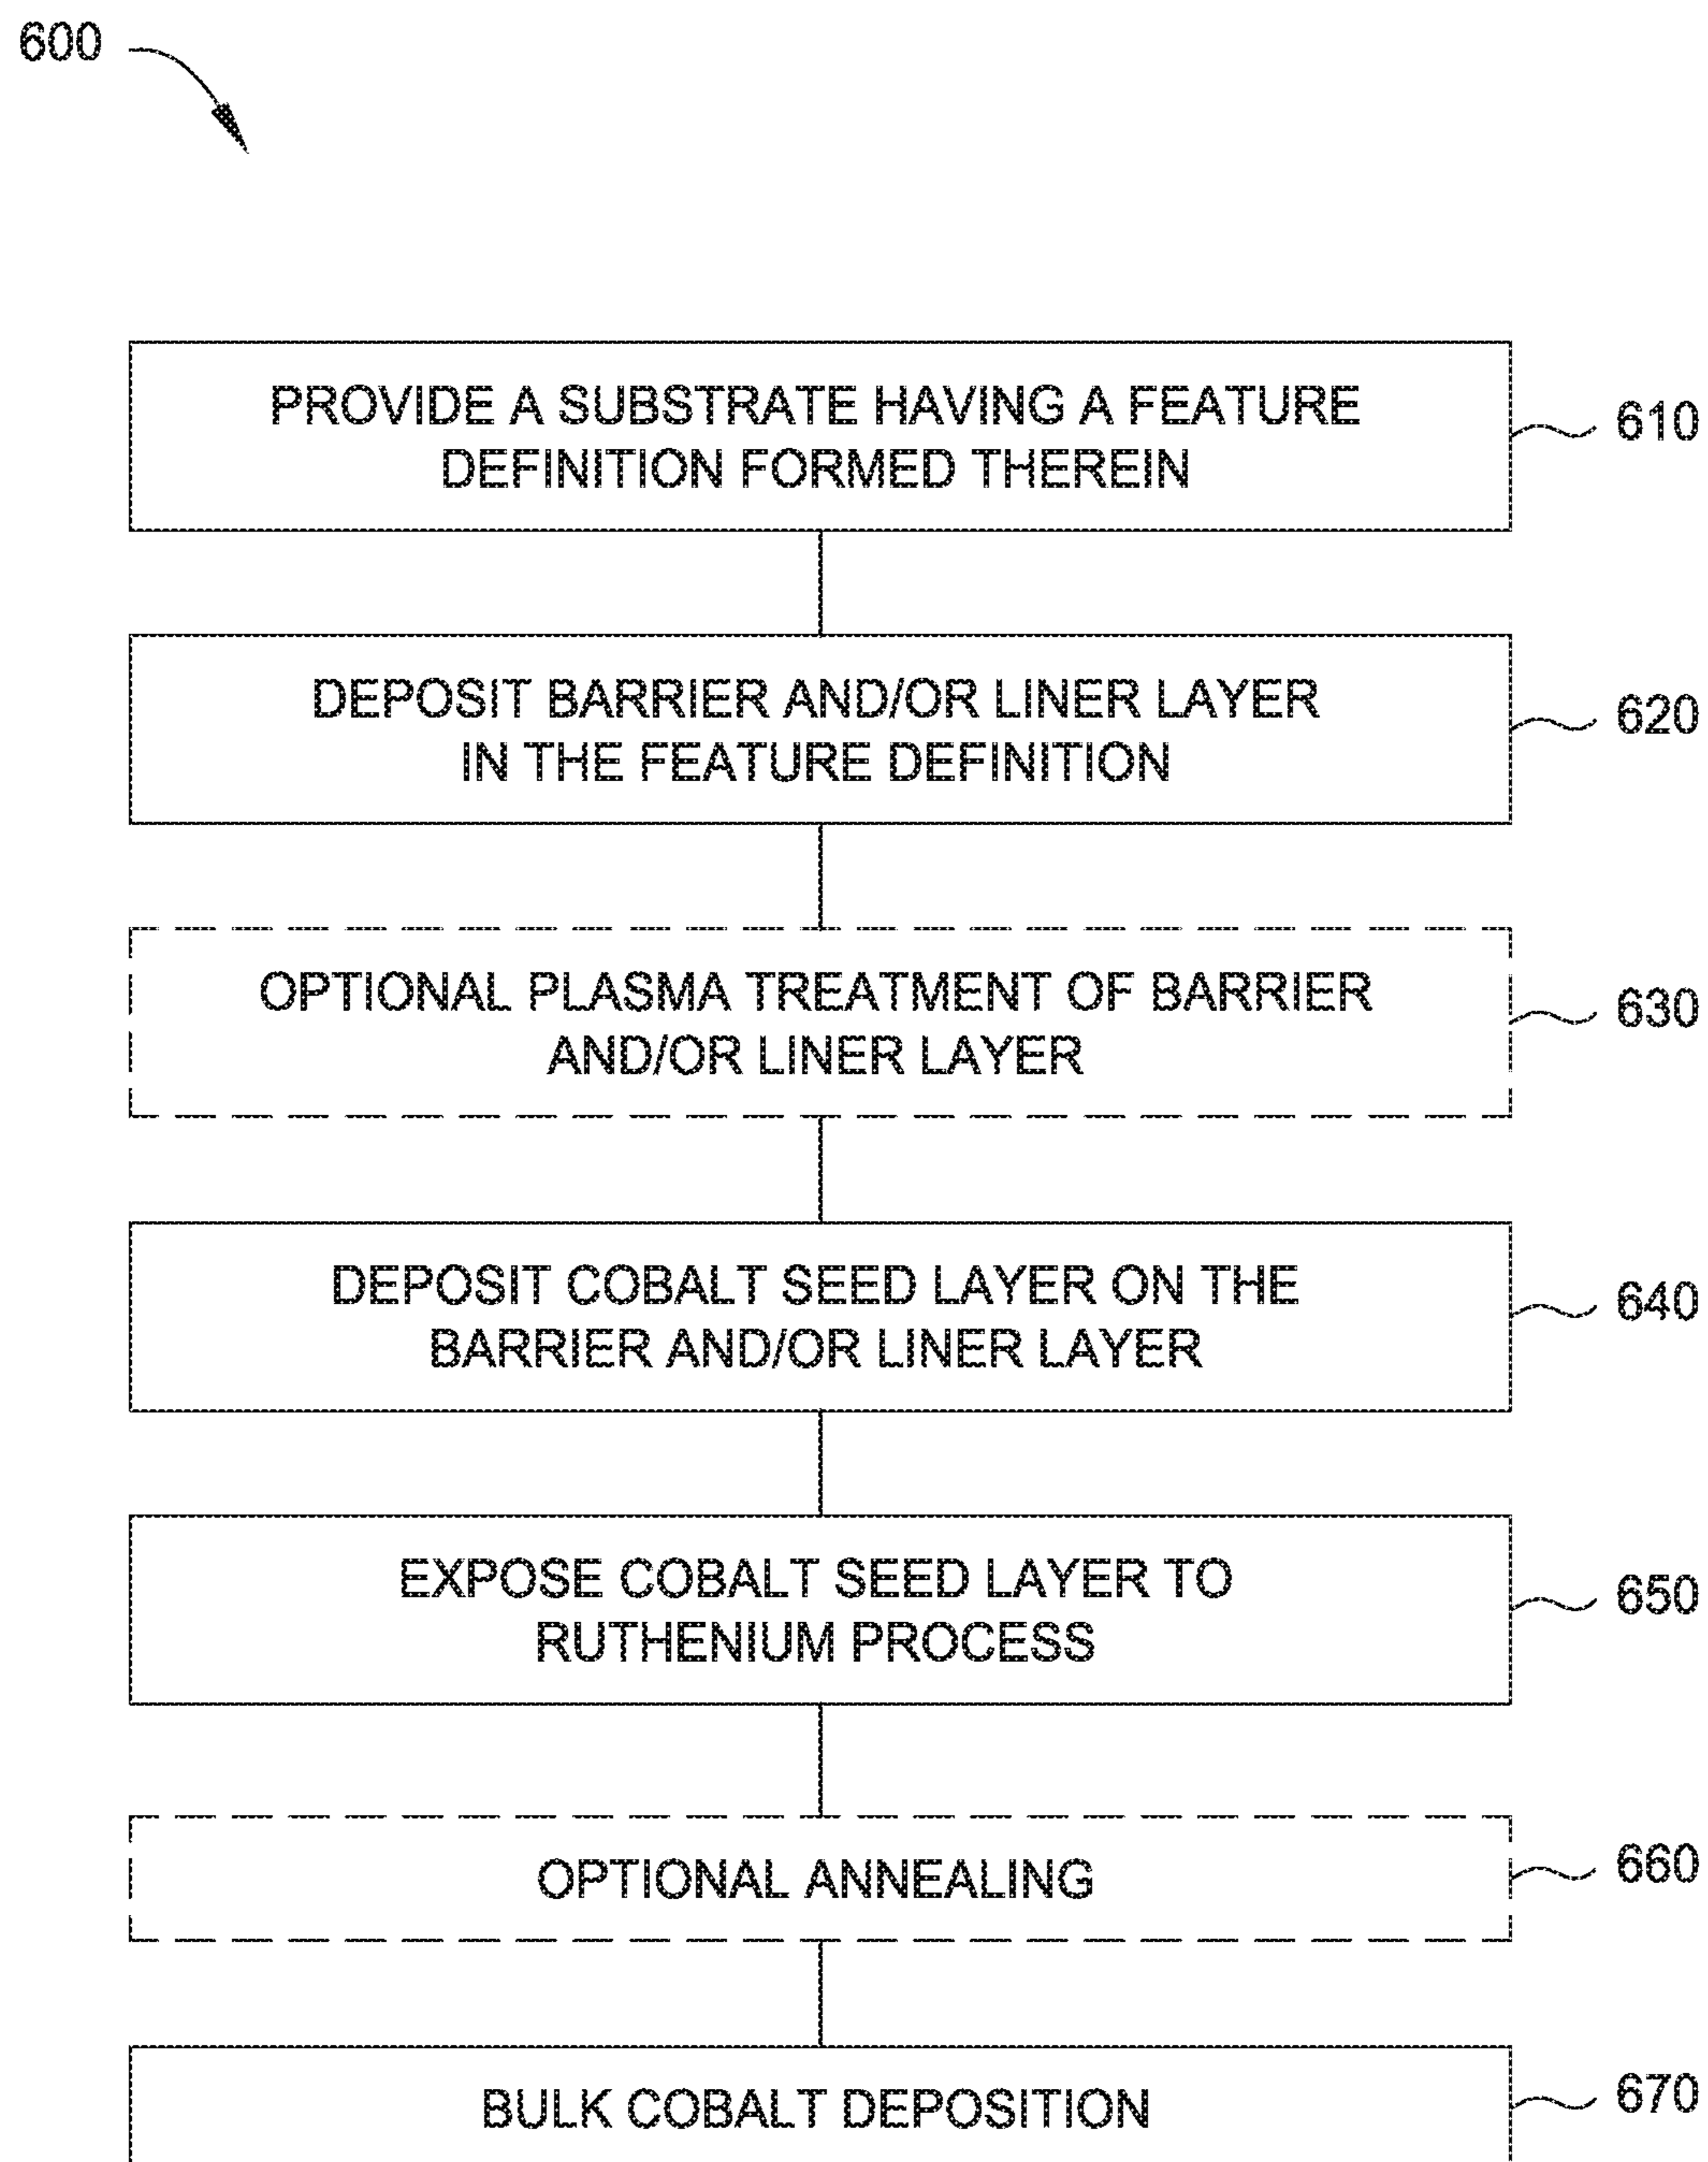 600
PROVIDE A SUBSTRATE HAVING A FEATURE
DEFINITION FORMED THEREIN
610
DEPOSIT BARRIER AND/OR LINER LAYER
IN THE FEATURE DEFINITION
620
OPTIONAL PLASMA TREATMENT OF BARRIER
AND/OR LINER LAYER
630
DEPOSIT COBALT SEED LAYER ON THE
BARRIER AND/OR LINER LAYER
640
EXPOSE COBALT SEED LAYER TO
RUTHENIUM PROCESS
650
OPTIONAL ANNEALING
660
BULK COBALT DEPOSITION
670